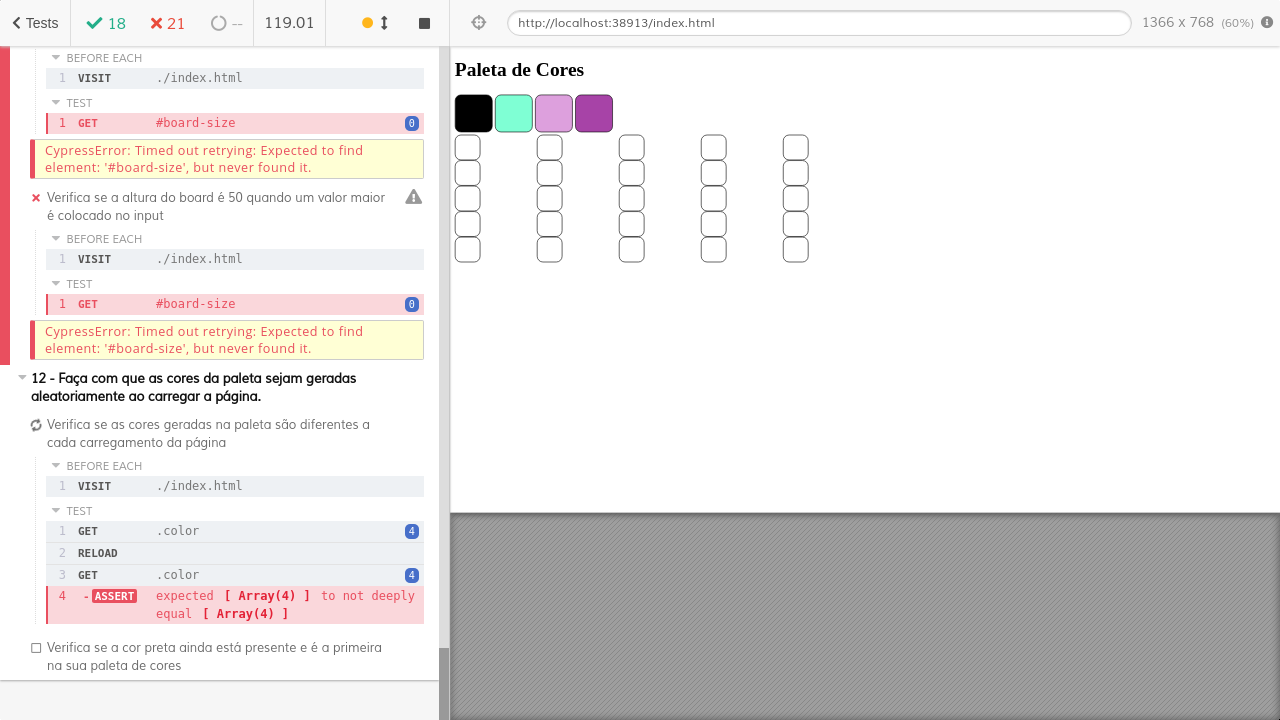 Tests
18
21
--
119.01
http://localhost:38913/index.html
1366 x 768 (60%)
BEFORE EACH
1 VISIT ./index.html
TEST
1 GET #board-size 0
CypressError: Timed out retrying: Expected to find
element: '#board-size', but never found it.
Verifica se a altura do board é 50 quando um valor maior
é colocado no input
BEFORE EACH
1 VISIT ./index.html
TEST
1 GET #board-size 0
CypressError: Timed out retrying: Expected to find
element: '#board-size', but never found it.
12 - Faça com que as cores da paleta sejam geradas
aleatoriamente ao carregar a página.
Verifica se as cores geradas na paleta são diferentes a
cada carregamento da página
BEFORE EACH
1 VISIT ./index.html
TEST
1 GET .color 4
2 RELOAD
3 GET .color 4
4 -ASSERT expected [ Array(4) ] to not deeply
equal [ Array(4) ]
Verifica se a cor preta ainda está presente e é a primeira
na sua paleta de cores
Paleta de Cores